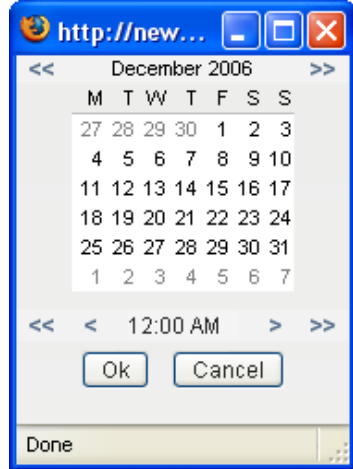 http://new...
<< December 2006 >>
M T W T F S S
27 28 29 30 1 2 3
4 5 6 7 8 9 10
11 12 13 14 15 16 17
18 19 20 21 22 23 24
25 26 27 28 29 30 31
1 2 3 4 5 6 7
<< < 12:00 AM > >>
Ok Cancel
Done